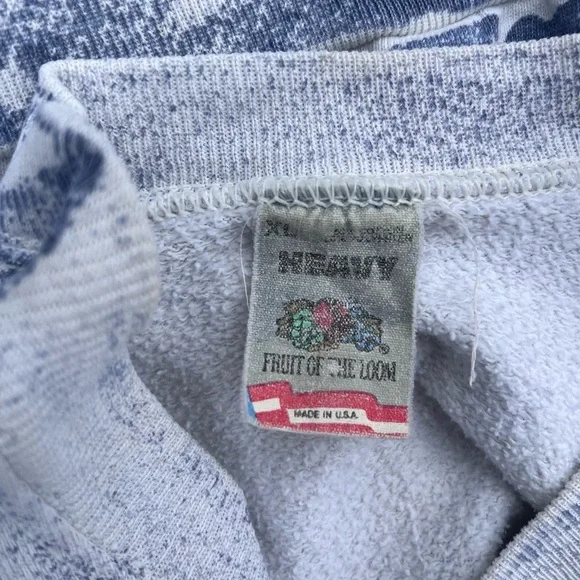 XL
HEAVY
FRUIT OF THE LOOM
MADE IN U.S.A.